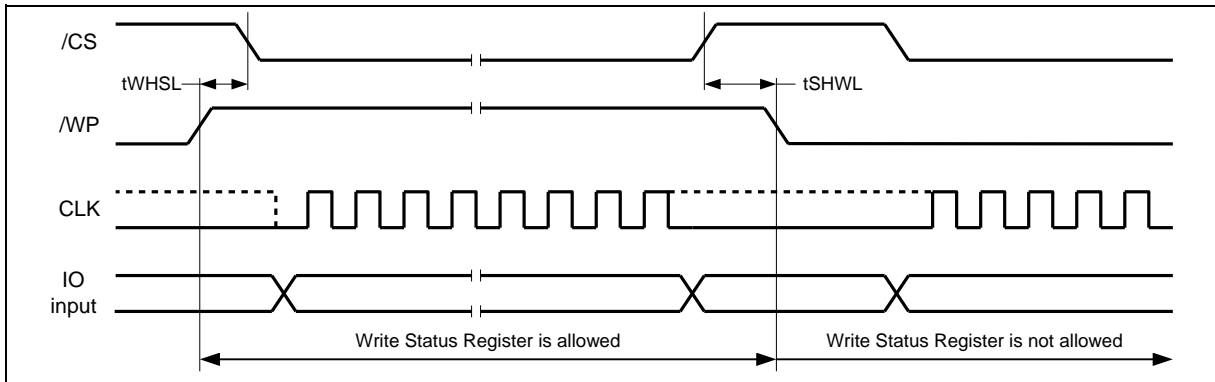 /CS
tWHSL
tSHWL
/WP
CLK
IO
input
Write Status Register is allowed
Write Status Register is not allowed